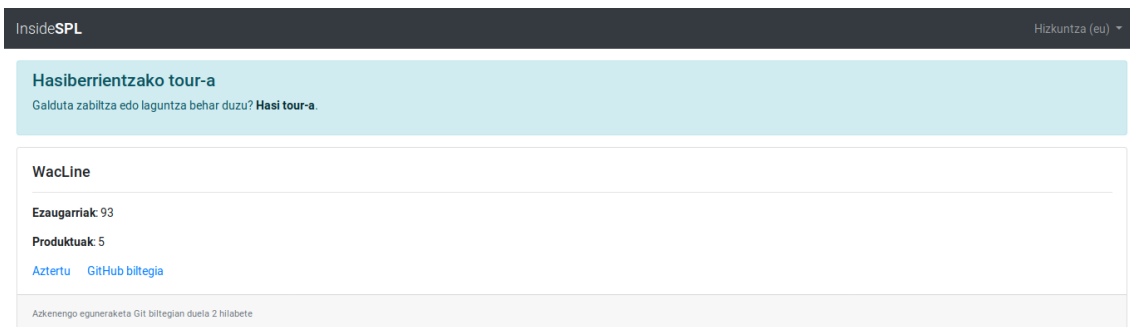 InsideSPL
Hizkuntza (eu)
Hasiberrientzako tour-a
Galduta zabiltza edo laguntza behar duzu? Hasi tour-a.
WacLine
Ezaugarriak: 93
Produktuak: 5
Aztertu GitHub biltegia
Azkenengo eguneraketa Git biltegian duela 2 hilabete